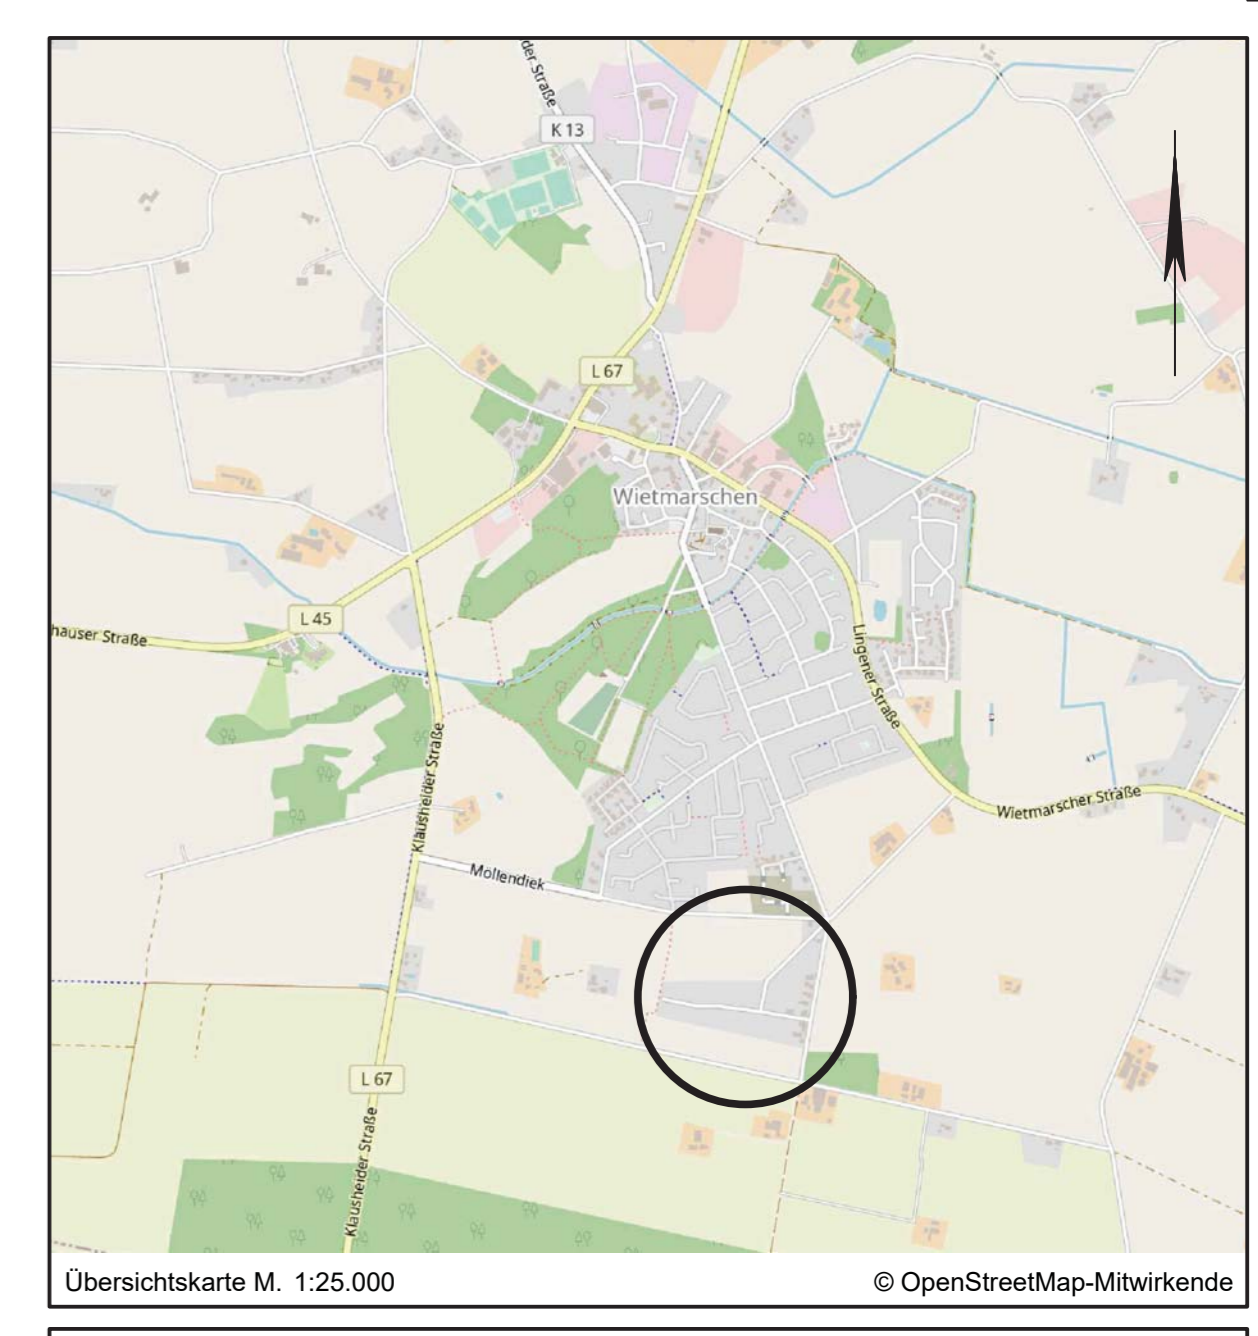 der Straße
K 13
L 67
Wietmarschen
L 45
hauser Straße
Lingener Straße
Klausheider Straße
Wietmarscher Straße
Möllendiek
L 67
Klausheider Straße
Übersichtskarte M. 1:25.000
© OpenStreetMap-Mitwirkende